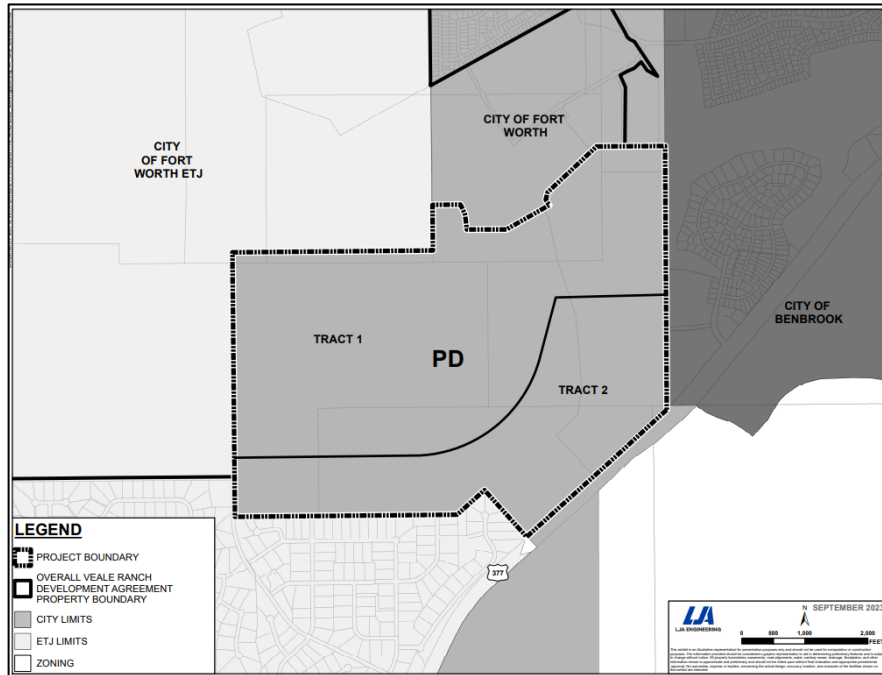 CITY
OF FORT
WORTH ETJ
CITY OF FORT
WORTH
CITY OF
BENBROOK
TRACT 1
PD
TRACT 2
377
LEGEND
PROJECT BOUNDARY
OVERALL VEALE RANCH
DEVELOPMENT AGREEMENT
PROPERTY BOUNDARY
CITY LIMITS
ETJ LIMITS
ZONING
LJA
LJA ENGINEERING
N
SEPTEMBER 2023
0 500 1,000 2,000
FEET